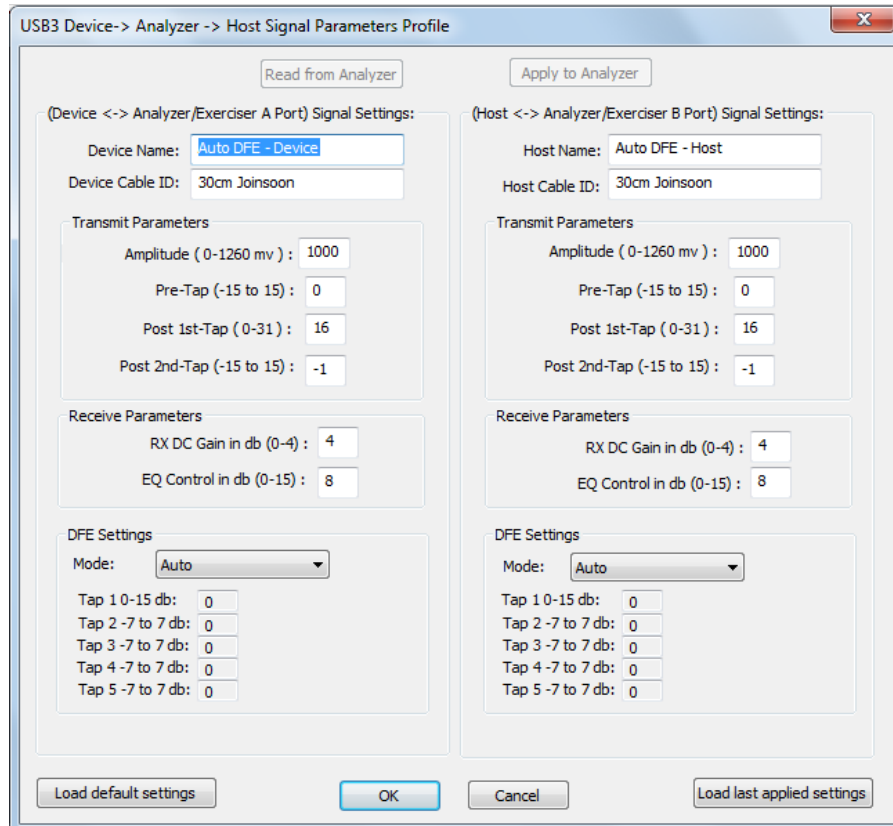 USB3 Device-> Analyzer -> Host Signal Parameters Profile
Read from Analyzer
Apply to Analyzer
(Device <-> Analyzer/Exerciser A Port) Signal Settings:
Device Name: Auto DFE - Device
Device Cable ID: 30cm Joinsoon
Transmit Parameters
Amplitude ( 0-1260 mv ) : 1000
Pre-Tap (-15 to 15) : 0
Post 1st-Tap ( 0-31 ) : 16
Post 2nd-Tap (-15 to 15) : -1
Receive Parameters
RX DC Gain in db (0-4) : 4
EQ Control in db (0-15) : 8
DFE Settings
Mode: Auto
Tap 1 0-15 db: 0
Tap 2 -7 to 7 db: 0
Tap 3 -7 to 7 db: 0
Tap 4 -7 to 7 db: 0
Tap 5 -7 to 7 db: 0
(Host <-> Analyzer/Exerciser B Port) Signal Settings:
Host Name: Auto DFE - Host
Host Cable ID: 30cm Joinsoon
Transmit Parameters
Amplitude ( 0-1260 mv ) : 1000
Pre-Tap (-15 to 15) : 0
Post 1st-Tap ( 0-31 ) : 16
Post 2nd-Tap (-15 to 15) : -1
Receive Parameters
RX DC Gain in db (0-4) : 4
EQ Control in db (0-15) : 8
DFE Settings
Mode: Auto
Tap 1 0-15 db: 0
Tap 2 -7 to 7 db: 0
Tap 3 -7 to 7 db: 0
Tap 4 -7 to 7 db: 0
Tap 5 -7 to 7 db: 0
Load default settings
OK
Cancel
Load last applied settings